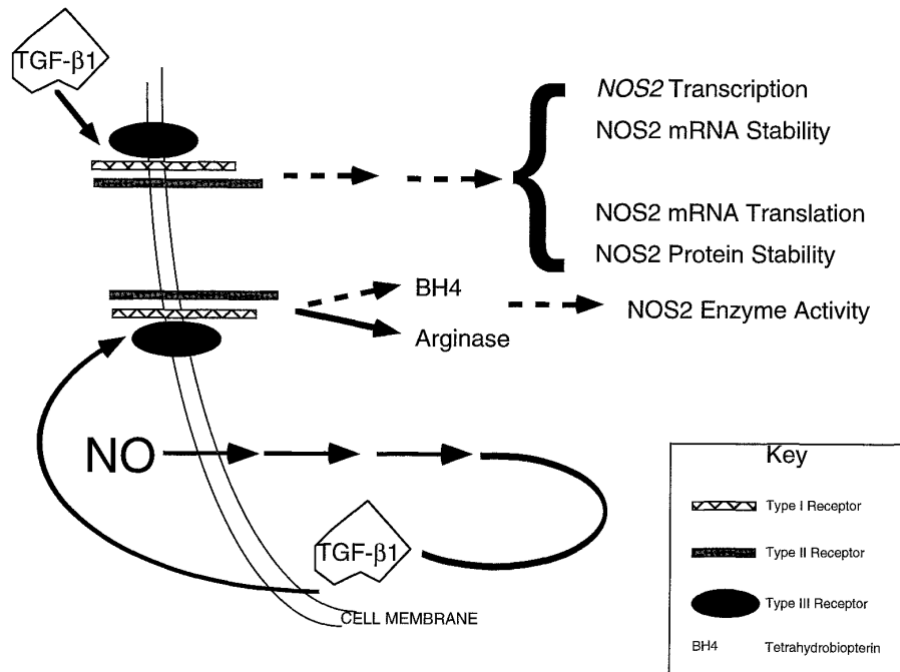 TGF-β1
NOS2 Transcription
NOS2 mRNA Stability
NOS2 mRNA Translation
NOS2 Protein Stability
BH4
NOS2 Enzyme Activity
Arginase
NO
TGF-β1
CELL MEMBRANE
Key
Type I Receptor
Type II Receptor
Type III Receptor
BH4 Tetrahydrobiopterin